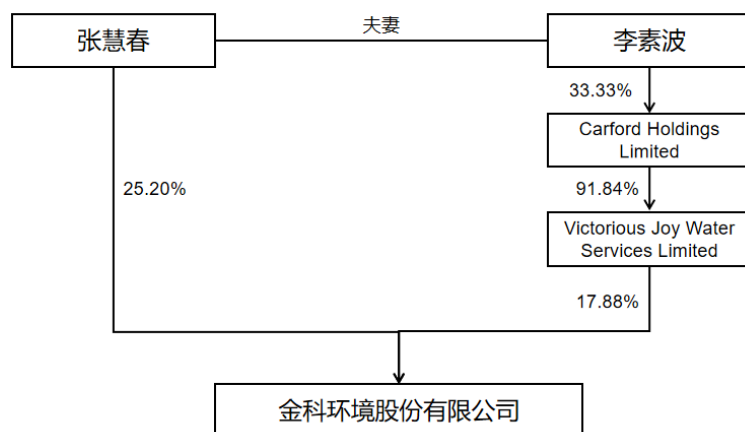 张慧春
夫妻
李素波
33.33%
Carford Holdings
Limited
25.20%
91.84%
Victorious Joy Water
Services Limited
17.88%
金科环境股份有限公司